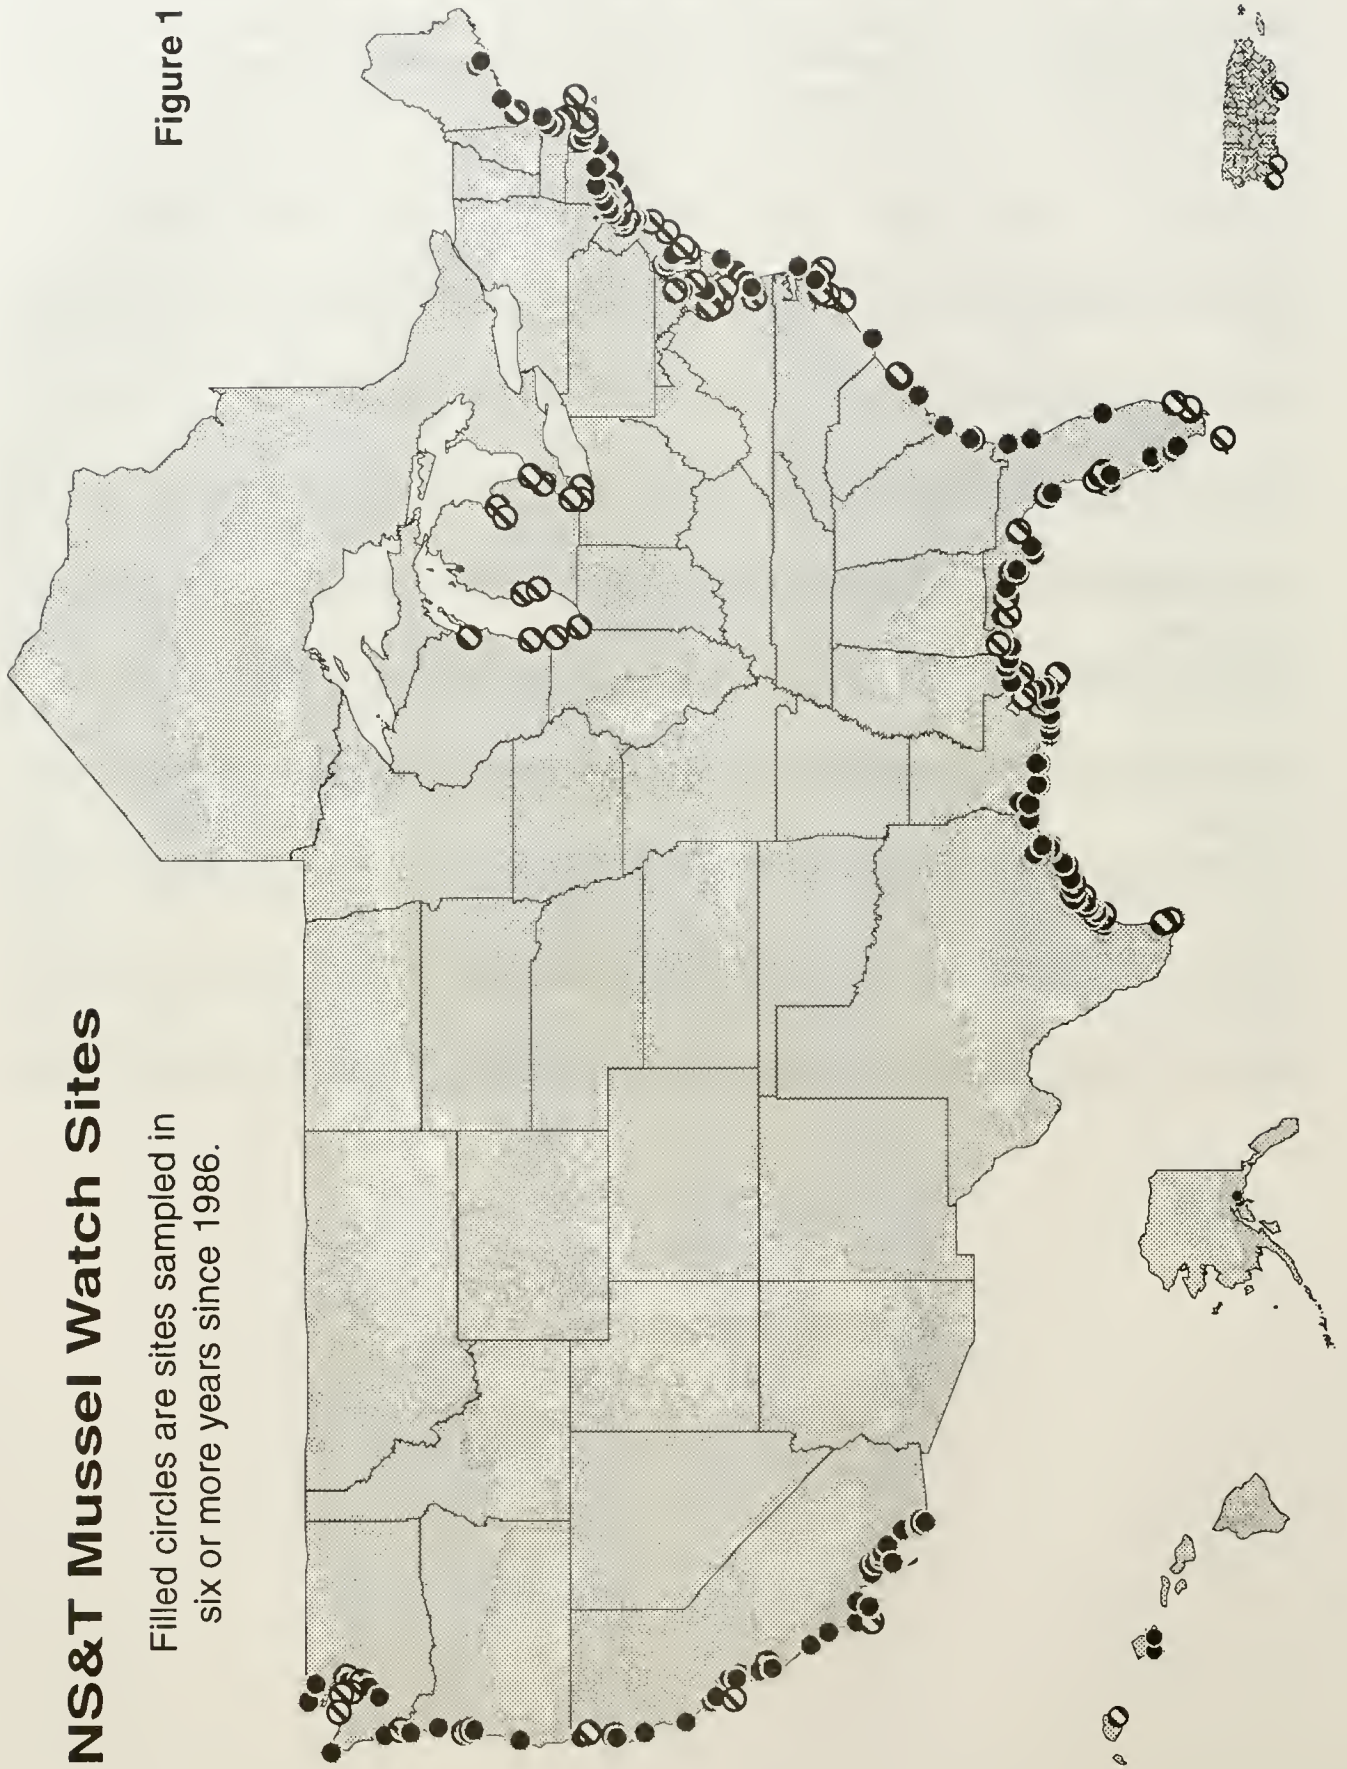 NS&T Mussel Watch Sites
Figure 1
Filled circles are sites sampled in
six or more years since 1986.